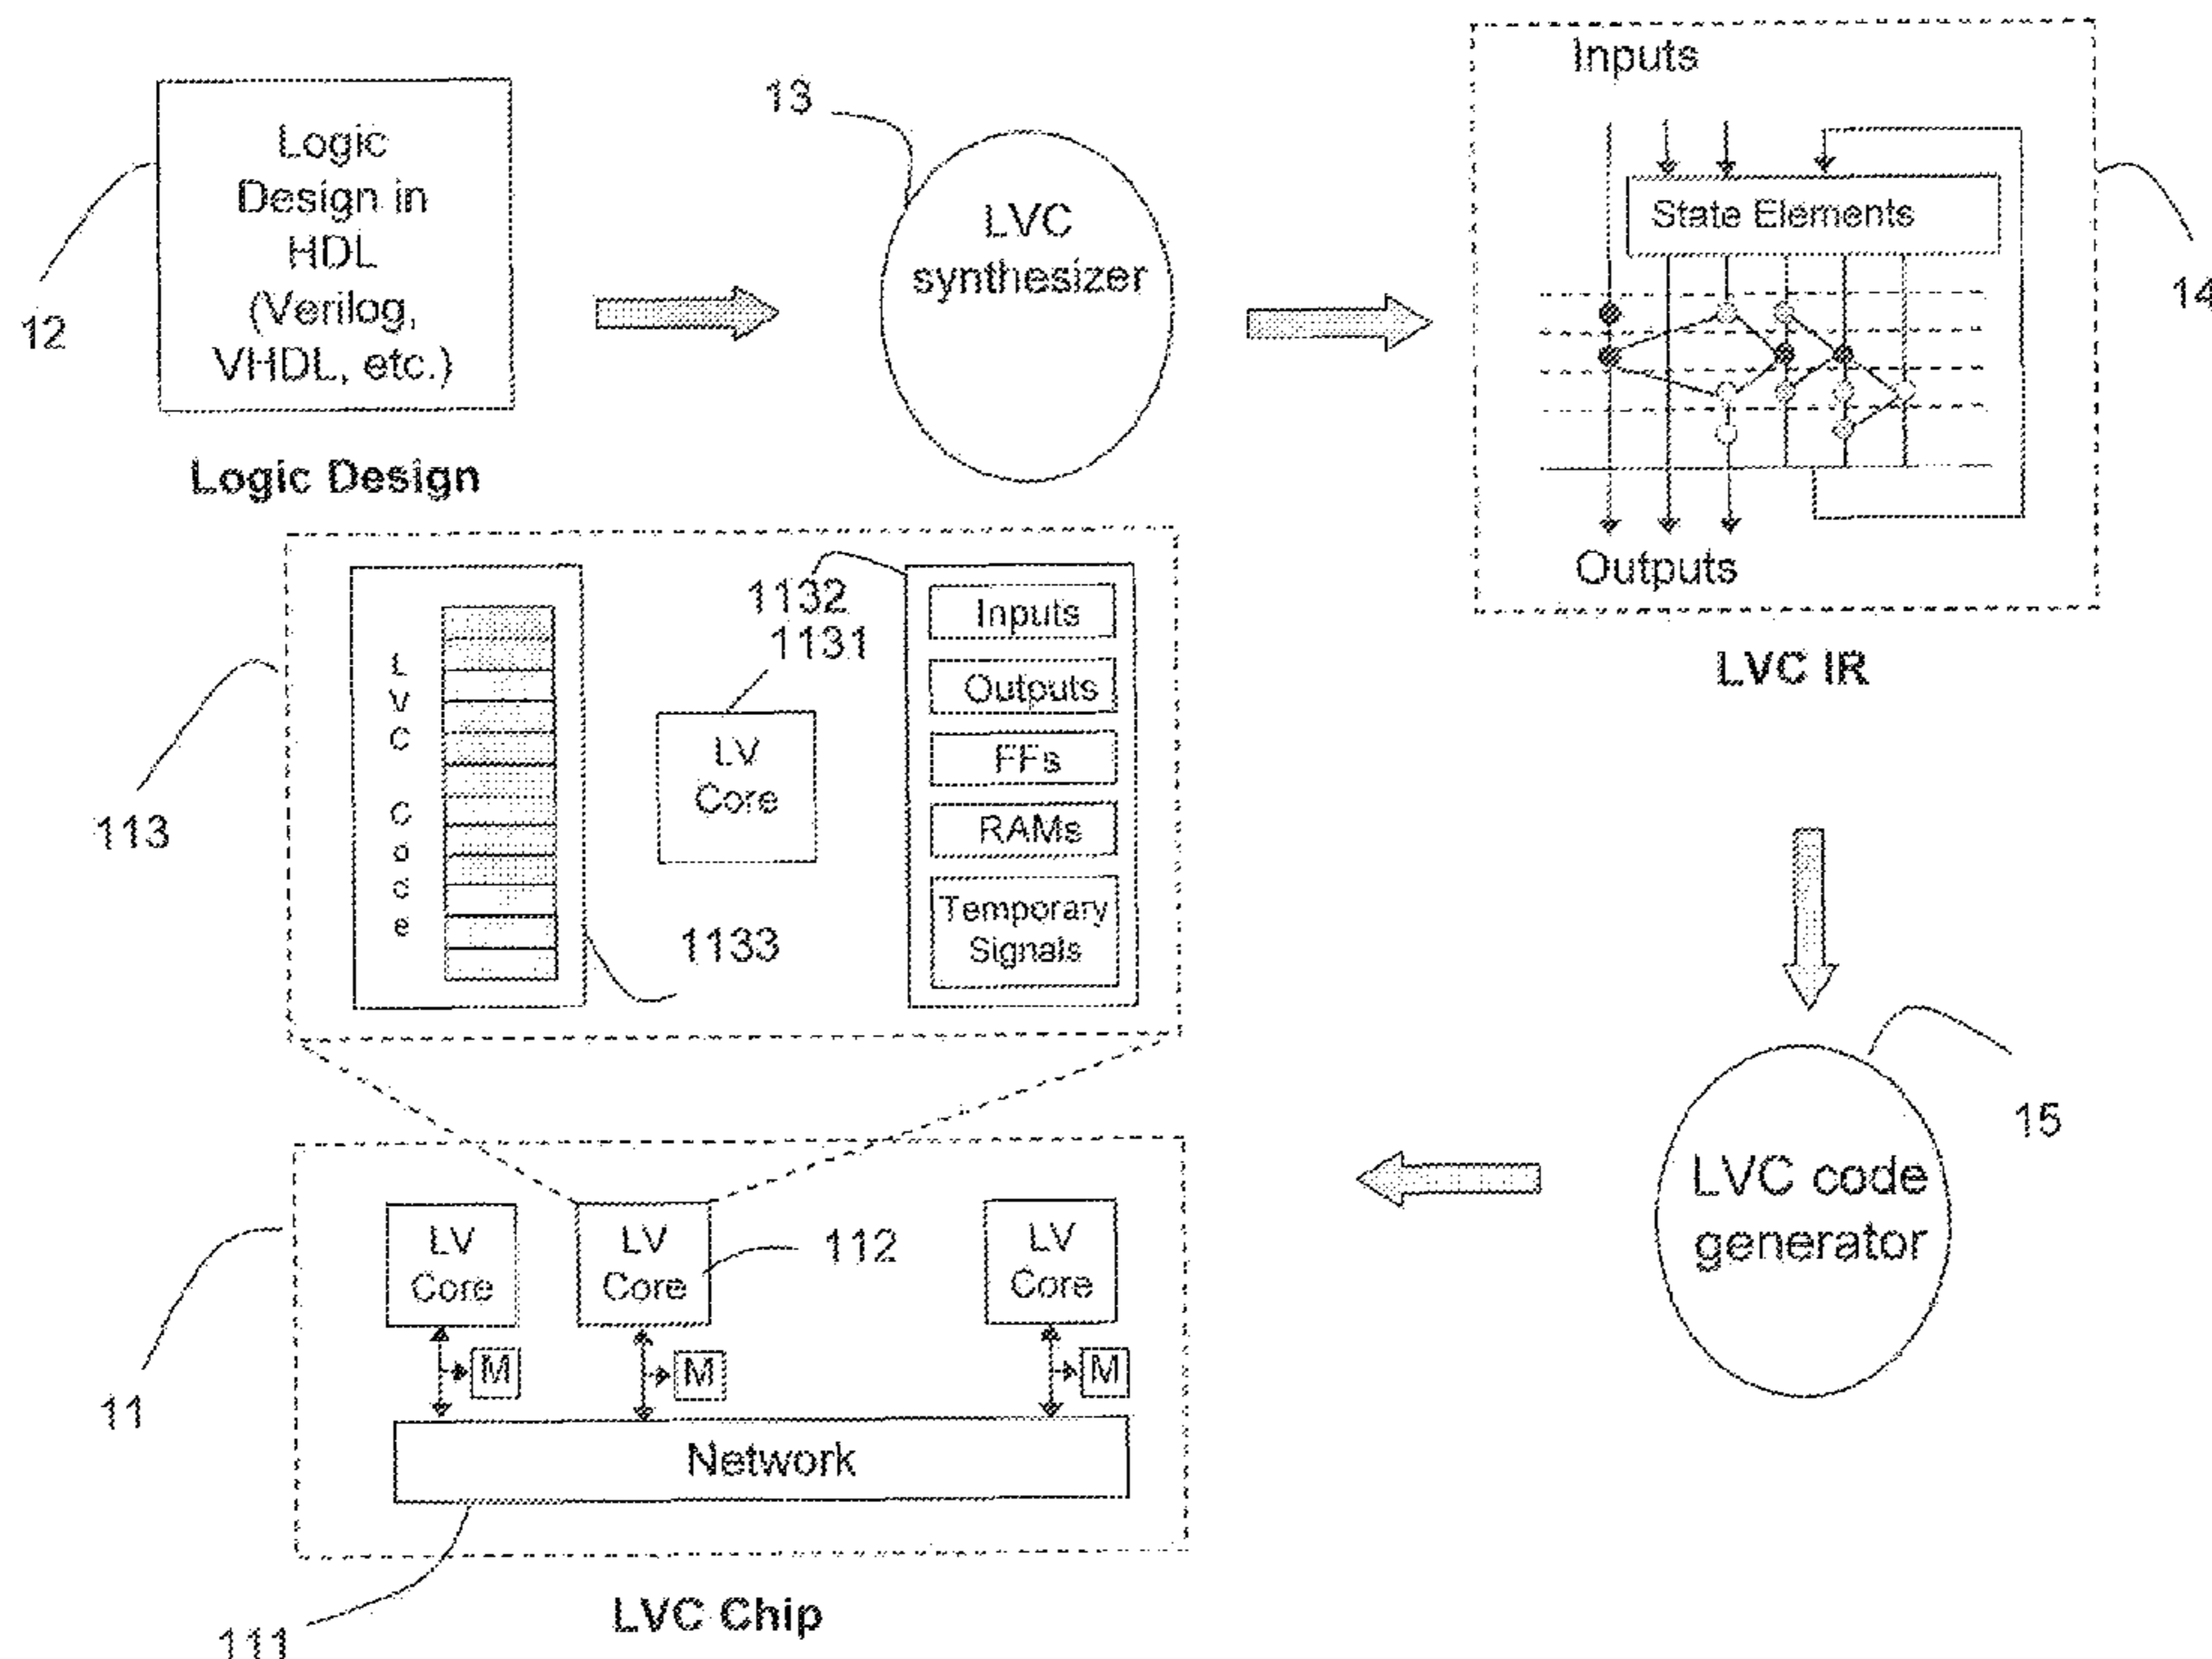 12
Logic
Design in
HDL
(Verilog,
VHDL, etc.)
Logic Design
13
LVC
synthesizer
Inputs
State Elements
14
Outputs
LVC IR
113
LVC Code
1133
1132
1131
LV
Core
Inputs
Outputs
FFs
RAMs
Temporary
Signals
15
LVC code
generator
11
LV
Core
LV
Core
112
LV
Core
M
M
M
Network
111
LVC Chip